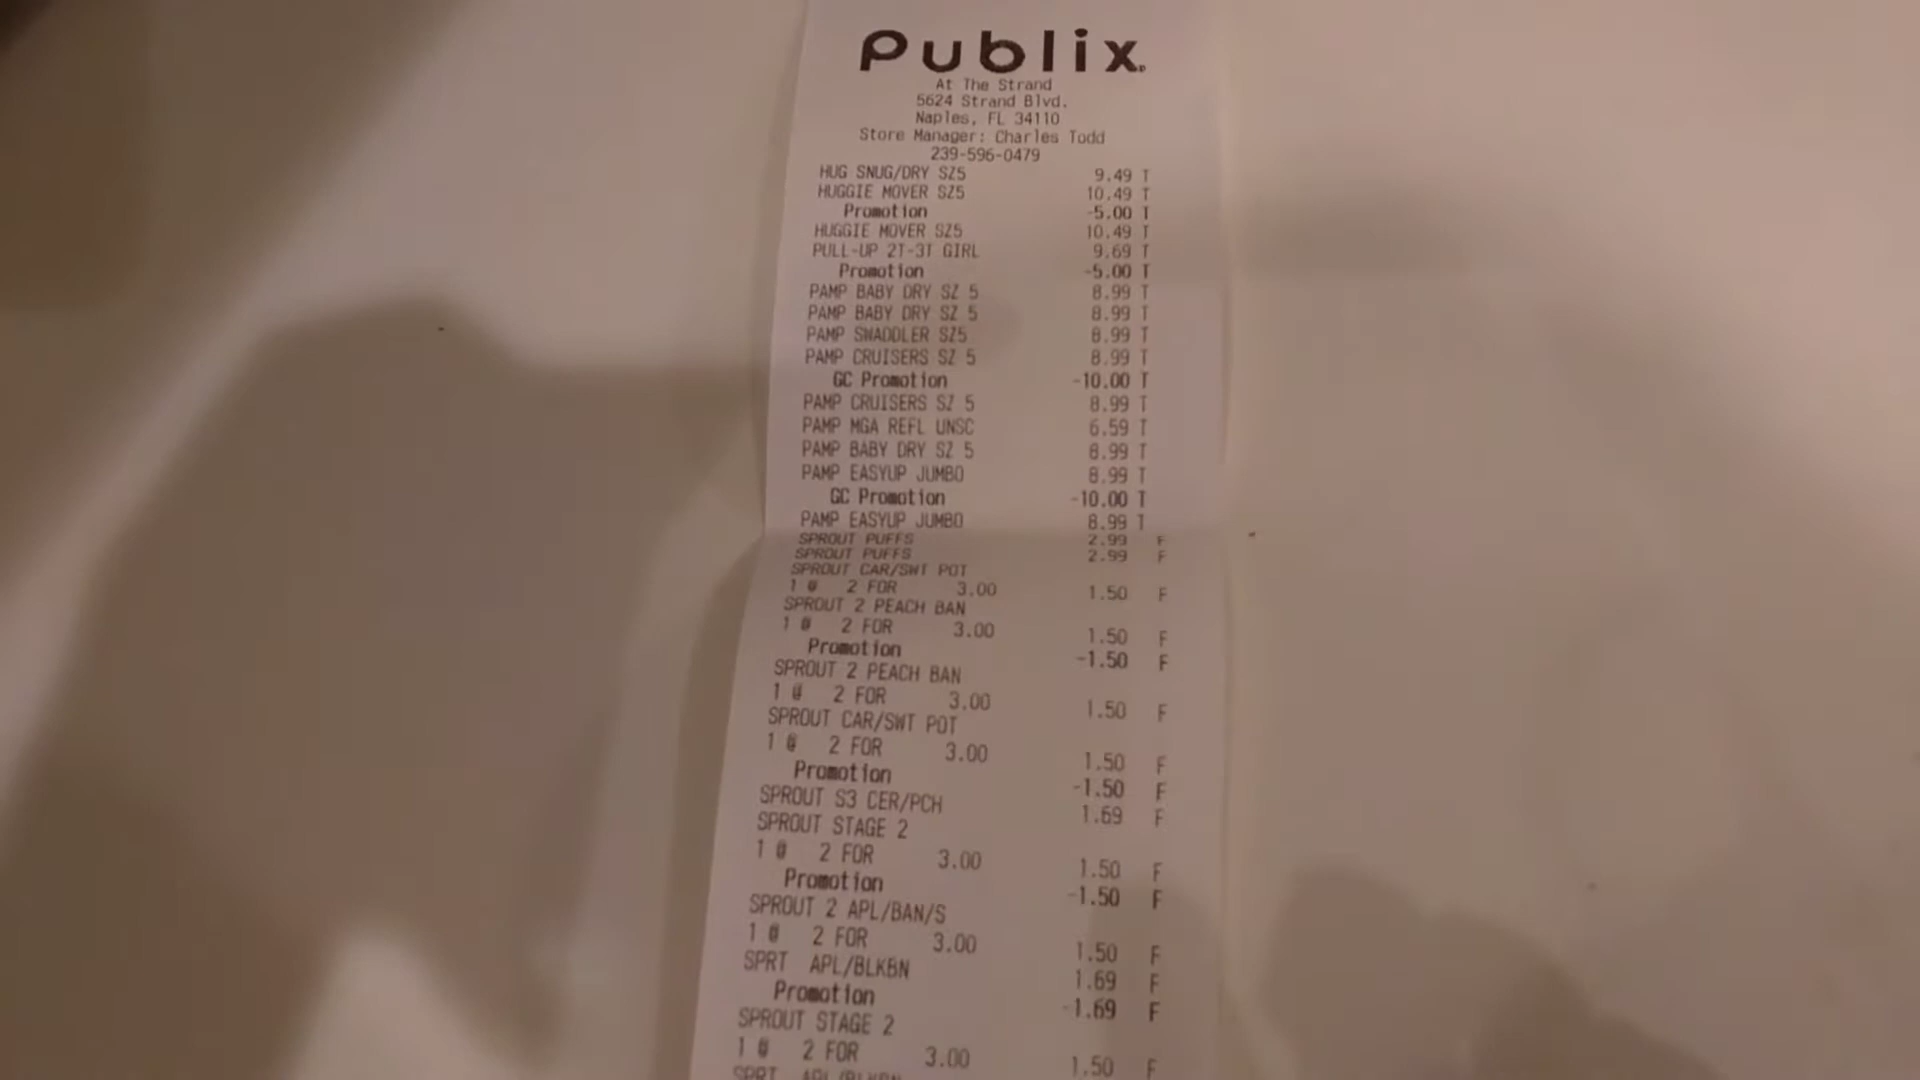 Publix
At The Strand
5624 Strand Blvd.
Naples, FL 34110
Store Manager: Charles Todd
239-596-0479
HUG SNUG/DRY SZ5 9.49 T
HUGGIE MOVER SZ5 10.49 T
Promotion -5.00 T
HUGGIE MOVER SZ5 10.49 T
PULL-UP 2T-3T GIRL 9.69 T
Promotion -5.00 T
PAMP BABY DRY SZ 5 8.99 T
PAMP BABY DRY SZ 5 8.99 T
PAMP SWADDLER SZ5 8.99 T
PAMP CRUISERS SZ 5 8.99 T
GC Promotion -10.00 T
PAMP CRUISERS SZ 5 8.99 T
PAMP MGA REFL UNSC 6.59 T
PAMP BABY DRY SZ 5 8.99 T
PAMP EASYUP JUMBO 8.99 T
GC Promotion -10.00 T
PAMP EASYUP JUMBO 8.99 T
SPROUT PUFFS 2.99 F
SPROUT PUFFS 2.99 F
SPROUT CAR/SWT POT
1 @ 2 FOR 3.00 1.50 F
SPROUT 2 PEACH BAN
1 @ 2 FOR 3.00 1.50 F
Promotion -1.50 F
SPROUT 2 PEACH BAN
1 @ 2 FOR 3.00 1.50 F
SPROUT CAR/SWT POT
1 @ 2 FOR 3.00 1.50 F
Promotion -1.50 F
SPROUT S3 CER/PCH 1.69 F
SPROUT STAGE 2
1 @ 2 FOR 3.00 1.50 F
Promotion -1.50 F
SPROUT 2 APL/BAN/S
1 @ 2 FOR 3.00 1.50 F
SPRT APL/BLKBN 1.69 F
Promotion -1.69 F
SPROUT STAGE 2
1 @ 2 FOR 3.00 1.50 F
SPRT APL/BLKBN